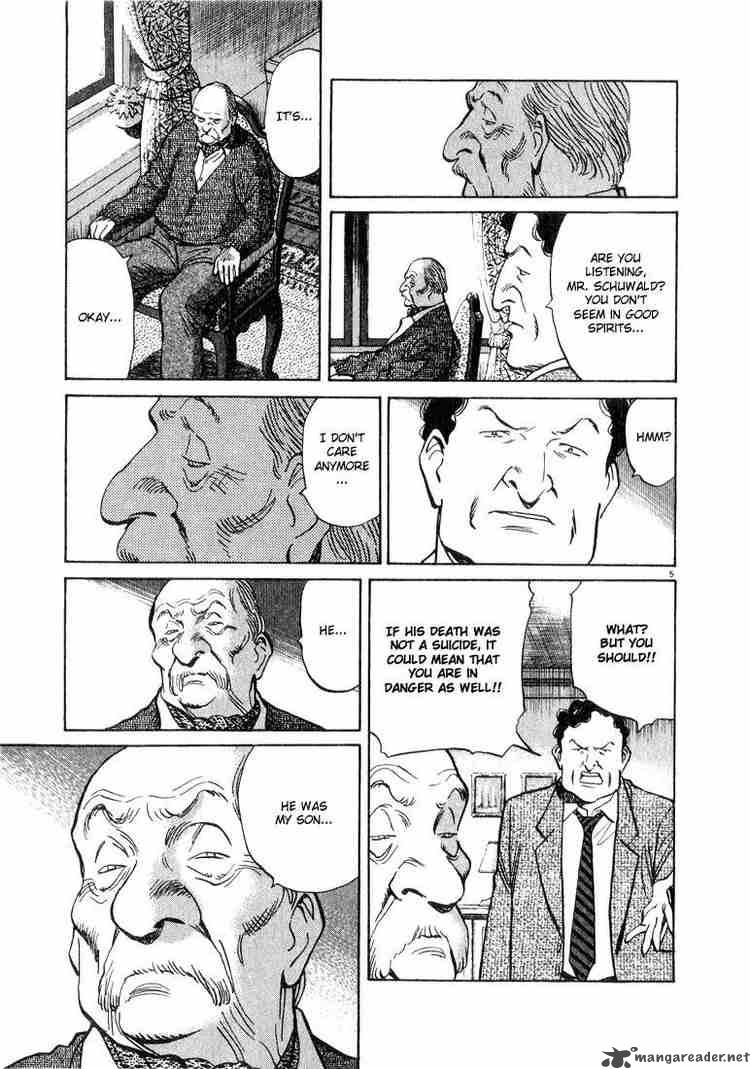 ARE YOU
LISTENING,
MR. SCHUWALD?
YOU DON'T
SEEM IN GOOD
SPIRITS...
IT'S...
OKAY...
HMM?
I DON'T
CARE
ANYMORE
...
5
WHAT?
BUT YOU
SHOULD!!
IF HIS DEATH WAS
NOT A SUICIDE, IT
COULD MEAN THAT
YOU ARE IN
DANGER AS WELL!!
HE...
HE WAS
MY SON...
mangareader.net